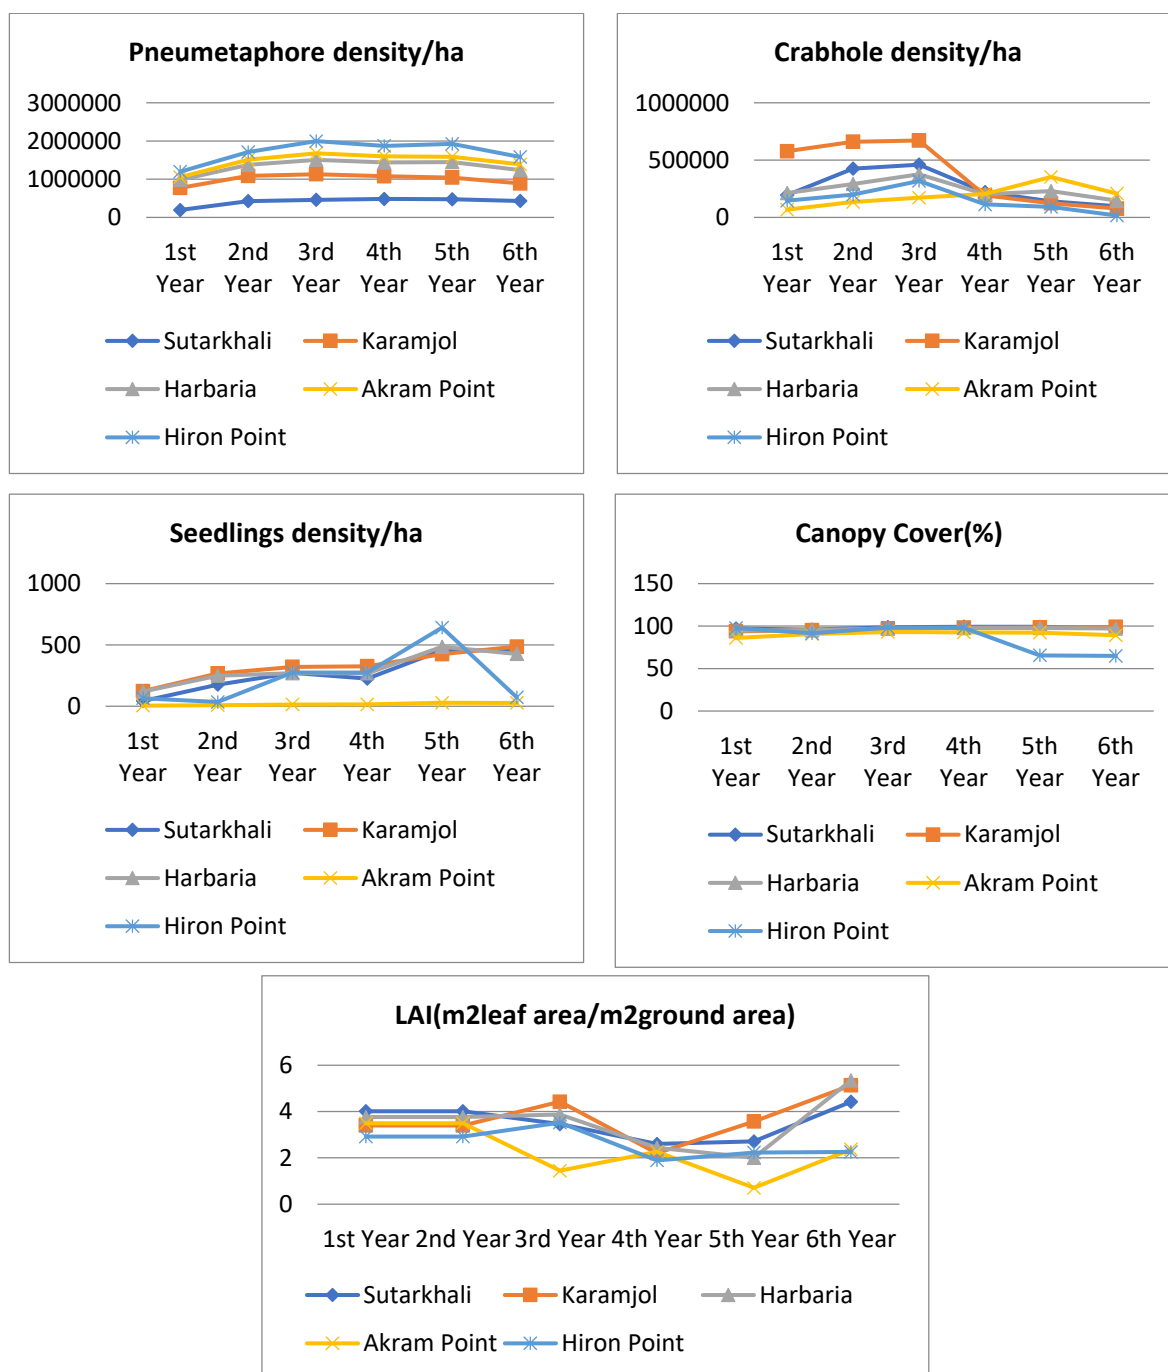 Pneumetaphore density/ha
3000000
2000000
1000000
0
1st Year
2nd Year
3rd Year
4th Year
5th Year
6th Year
Sutarkhali
Karamjol
Harbaria
Akram Point
Hiron Point
Crabhole density/ha
1000000
500000
0
1st Year
2nd Year
3rd Year
4th Year
5th Year
6th Year
Sutarkhali
Karamjol
Harbaria
Akram Point
Hiron Point
Seedlings density/ha
1000
500
0
1st Year
2nd Year
3rd Year
4th Year
5th Year
6th Year
Sutarkhali
Karamjol
Harbaria
Akram Point
Hiron Point
Canopy Cover(%)
150
100
50
0
1st Year
2nd Year
3rd Year
4th Year
5th Year
6th Year
Sutarkhali
Karamjol
Harbaria
Akram Point
Hiron Point
LAI(m2leaf area/m2ground area)
6
4
2
0
1st Year 2nd Year 3rd Year 4th Year 5th Year 6th Year
Sutarkhali
Karamjol
Harbaria
Akram Point
Hiron Point